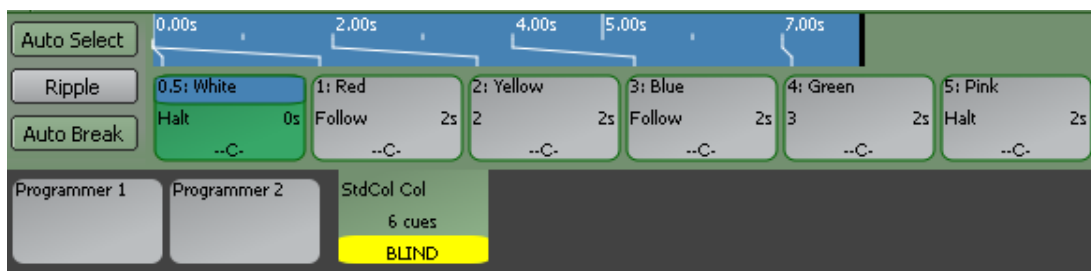 Auto Select
Ripple
Auto Break
0.00s 2.00s 4.00s 5.00s 7.00s
0.5: White 1: Red 2: Yellow 3: Blue 4: Green 5: Pink
Halt 0s Follow 2s 2 2s Follow 2s 3 2s Halt 2s
--C- --C- --C- --C- --C- --C-
Programmer 1 Programmer 2 StdCol Col
6 cues
BLIND